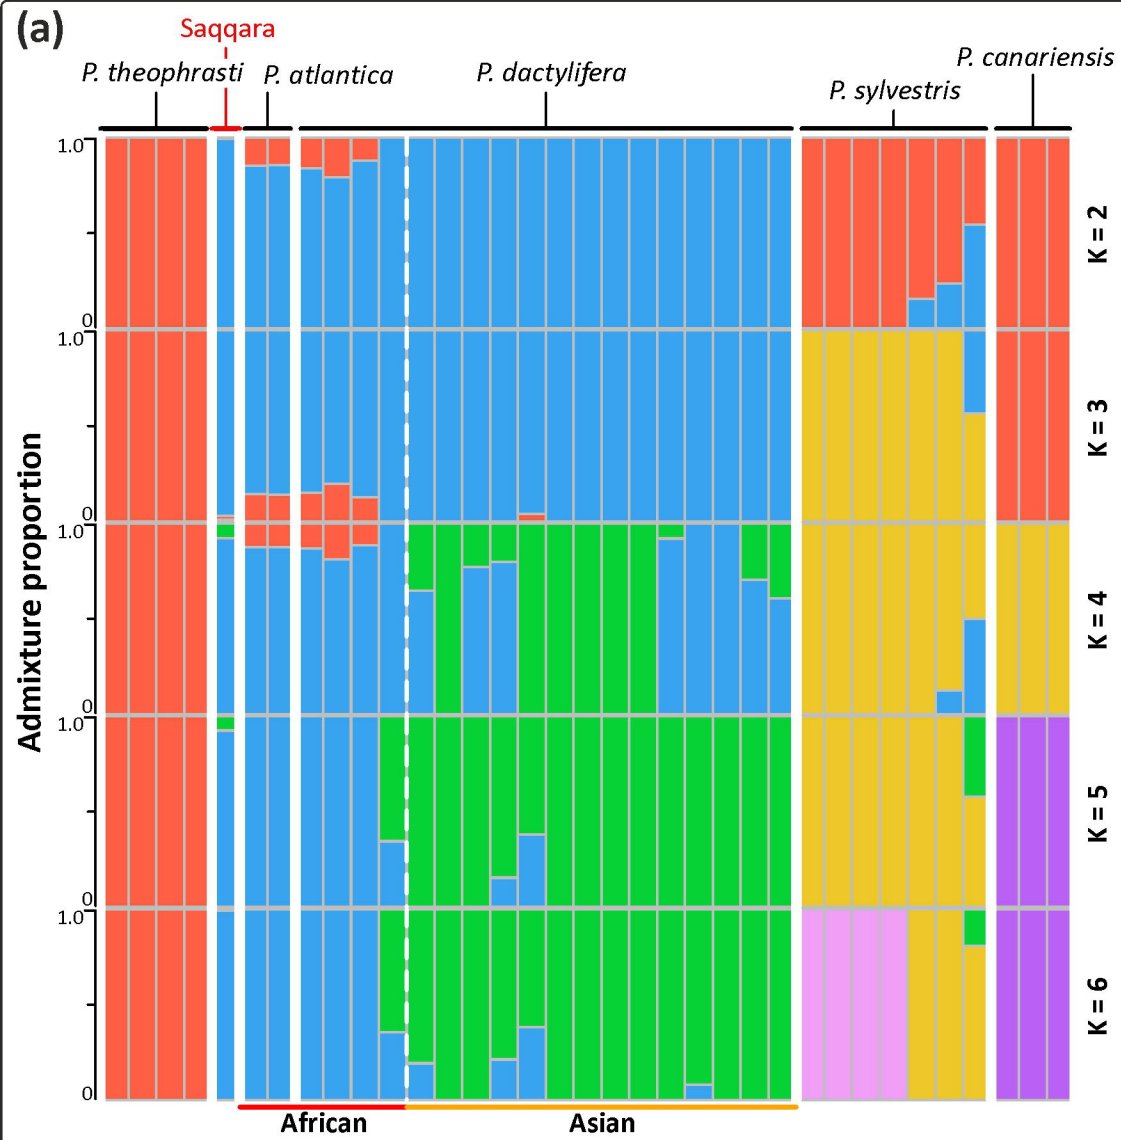 (a)
Saqqara
P. theophrasti
P. atlantica
P. dactylifera
P. sylvestris
P. canariensis
Admixture proportion
1.0
0
K = 2
1.0
0
K = 3
1.0
0
K = 4
1.0
0
K = 5
1.0
0
K = 6
African
Asian